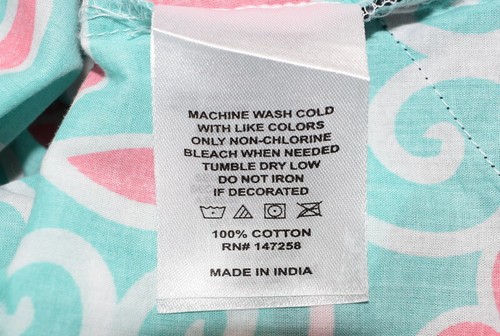 MACHINE WASH COLD
WITH LIKE COLORS
ONLY NON-CHLORINE
BLEACH WHEN NEEDED
TUMBLE DRY LOW
DO NOT IRON
IF DECORATED
100% COTTON
RN# 147258
MADE IN INDIA